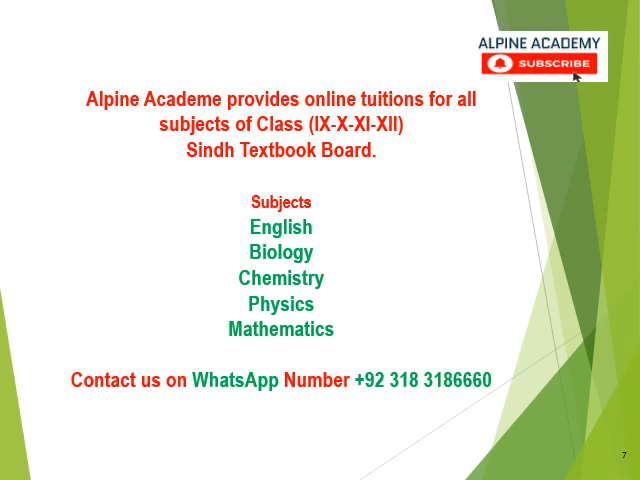 ALPINE ACADEMY
SUBSCRIBE
Alpine Academe provides online tuitions for all
subjects of Class (IX-X-XI-XII)
Sindh Textbook Board.
Subjects
English
Biology
Chemistry
Physics
Mathematics
Contact us on WhatsApp Number +92 318 3186660
7